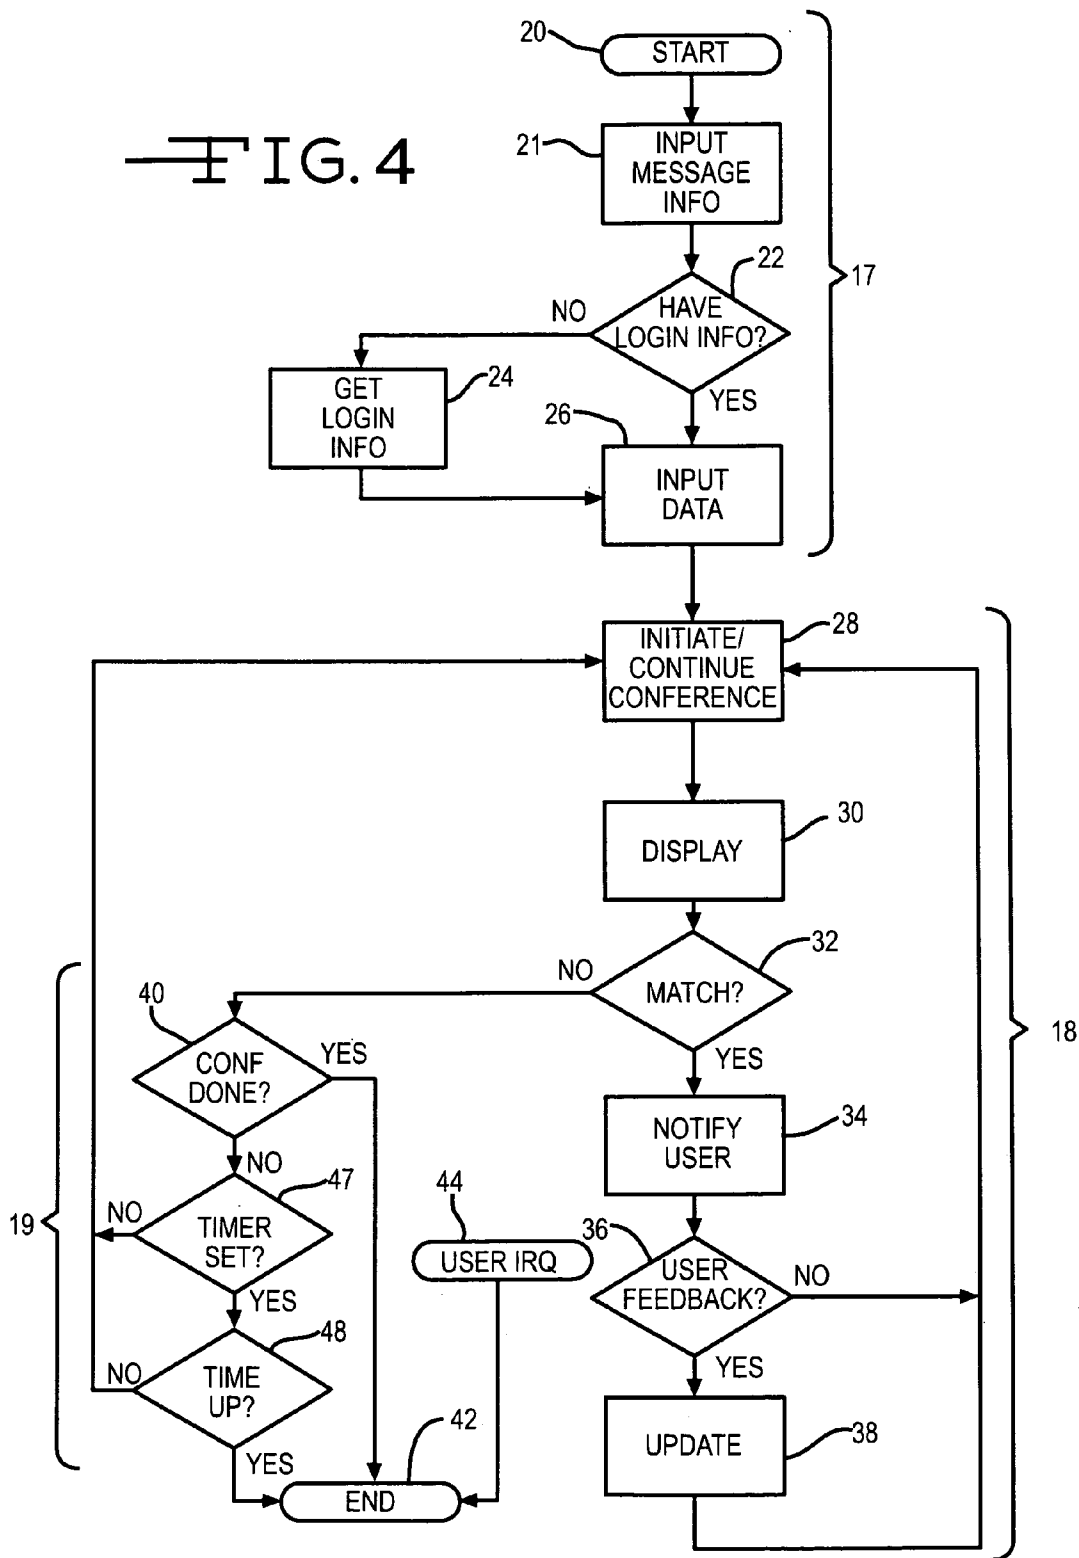 FIG. 4
20
START
21
INPUT
MESSAGE
INFO
22
HAVE
LOGIN INFO?
17
NO
YES
24
GET
LOGIN
INFO
26
INPUT
DATA
28
INITIATE/
CONTINUE
CONFERENCE
30
DISPLAY
32
MATCH?
NO
YES
18
40
CONF
DONE?
YES
NO
34
NOTIFY
USER
19
47
TIMER
SET?
NO
YES
44
USER IRQ
36
USER
FEEDBACK?
NO
YES
48
TIME
UP?
NO
YES
38
UPDATE
42
END